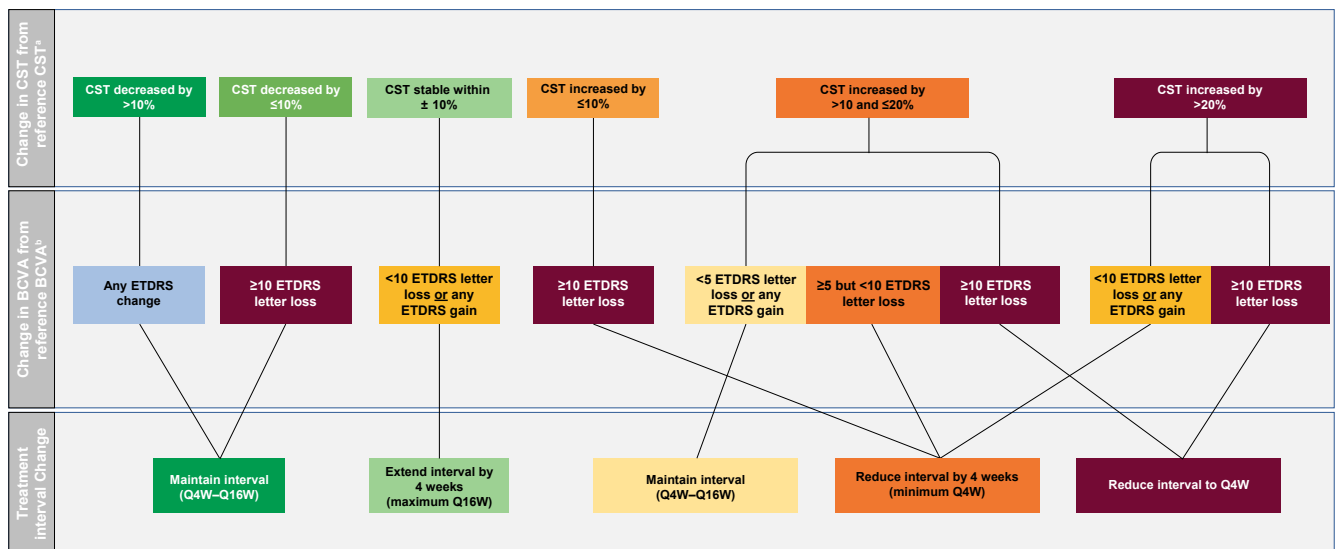 Change in CST from
reference CSTᵃ
CST decreased by
>10%
CST decreased by
≤10%
CST stable within
± 10%
CST increased by
≤10%
CST increased by
>10 and ≤20%
CST increased by
>20%
Change in BCVA from
reference BCVAᵇ
Any ETDRS
change
≥10 ETDRS
letter loss
<10 ETDRS letter
loss or any
ETDRS gain
≥10 ETDRS
letter loss
<5 ETDRS letter
loss or any
ETDRS gain
≥5 but <10 ETDRS
letter loss
≥10 ETDRS
letter loss
<10 ETDRS letter
loss or any
ETDRS gain
≥10 ETDRS
letter loss
Treatment
interval Change
Maintain interval
(Q4W–Q16W)
Extend interval by
4 weeks
(maximum Q16W)
Maintain interval
(Q4W–Q16W)
Reduce interval by 4 weeks
(minimum Q4W)
Reduce interval to Q4W